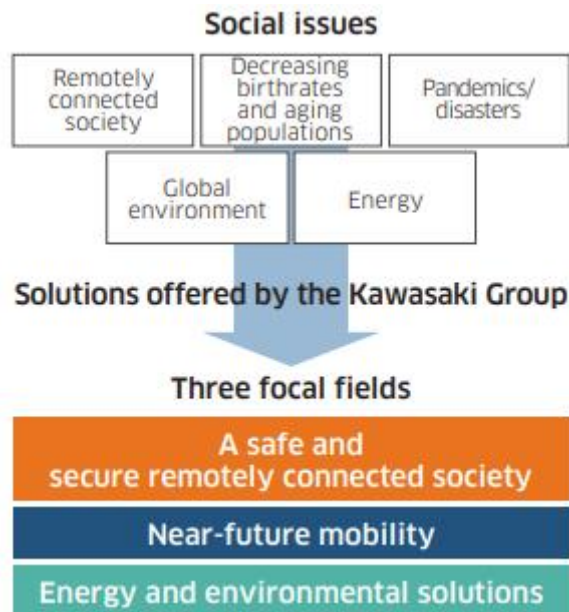 Social issues
Remotely
connected
society
Decreasing
birthrates
and aging
populations
Pandemics/
disasters
Global
environment
Energy
Solutions offered by the Kawasaki Group
Three focal fields
A safe and
secure remotely connected society
Near-future mobility
Energy and environmental solutions